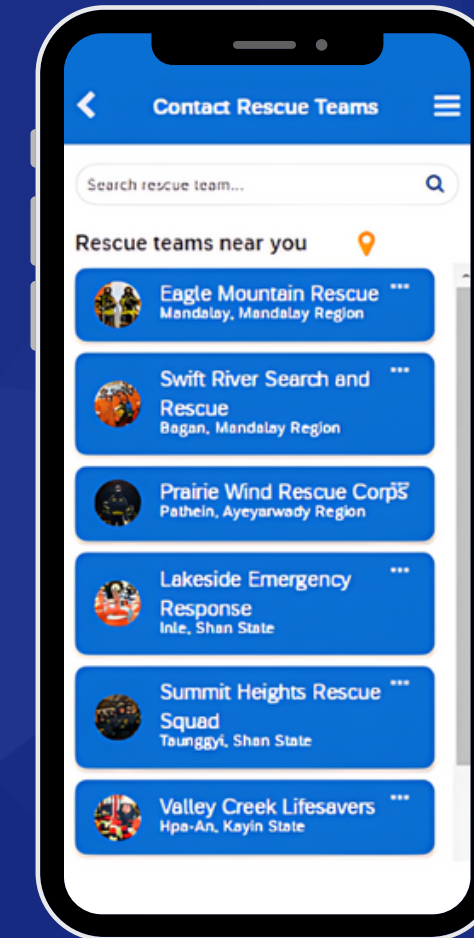 Contact Rescue Teams
Search rescue team...
Rescue teams near you
Eagle Mountain Rescue
Mandalay, Mandalay Region
Swift River Search and
Rescue
Bagan, Mandalay Region
Prairie Wind Rescue Corps
Pathein, Ayeyarwady Region
Lakeside Emergency
Response
Inle, Shan State
Summit Heights Rescue
Squad
Taunggyi, Shan State
Valley Creek Lifesavers
Hpa-An, Kayin State